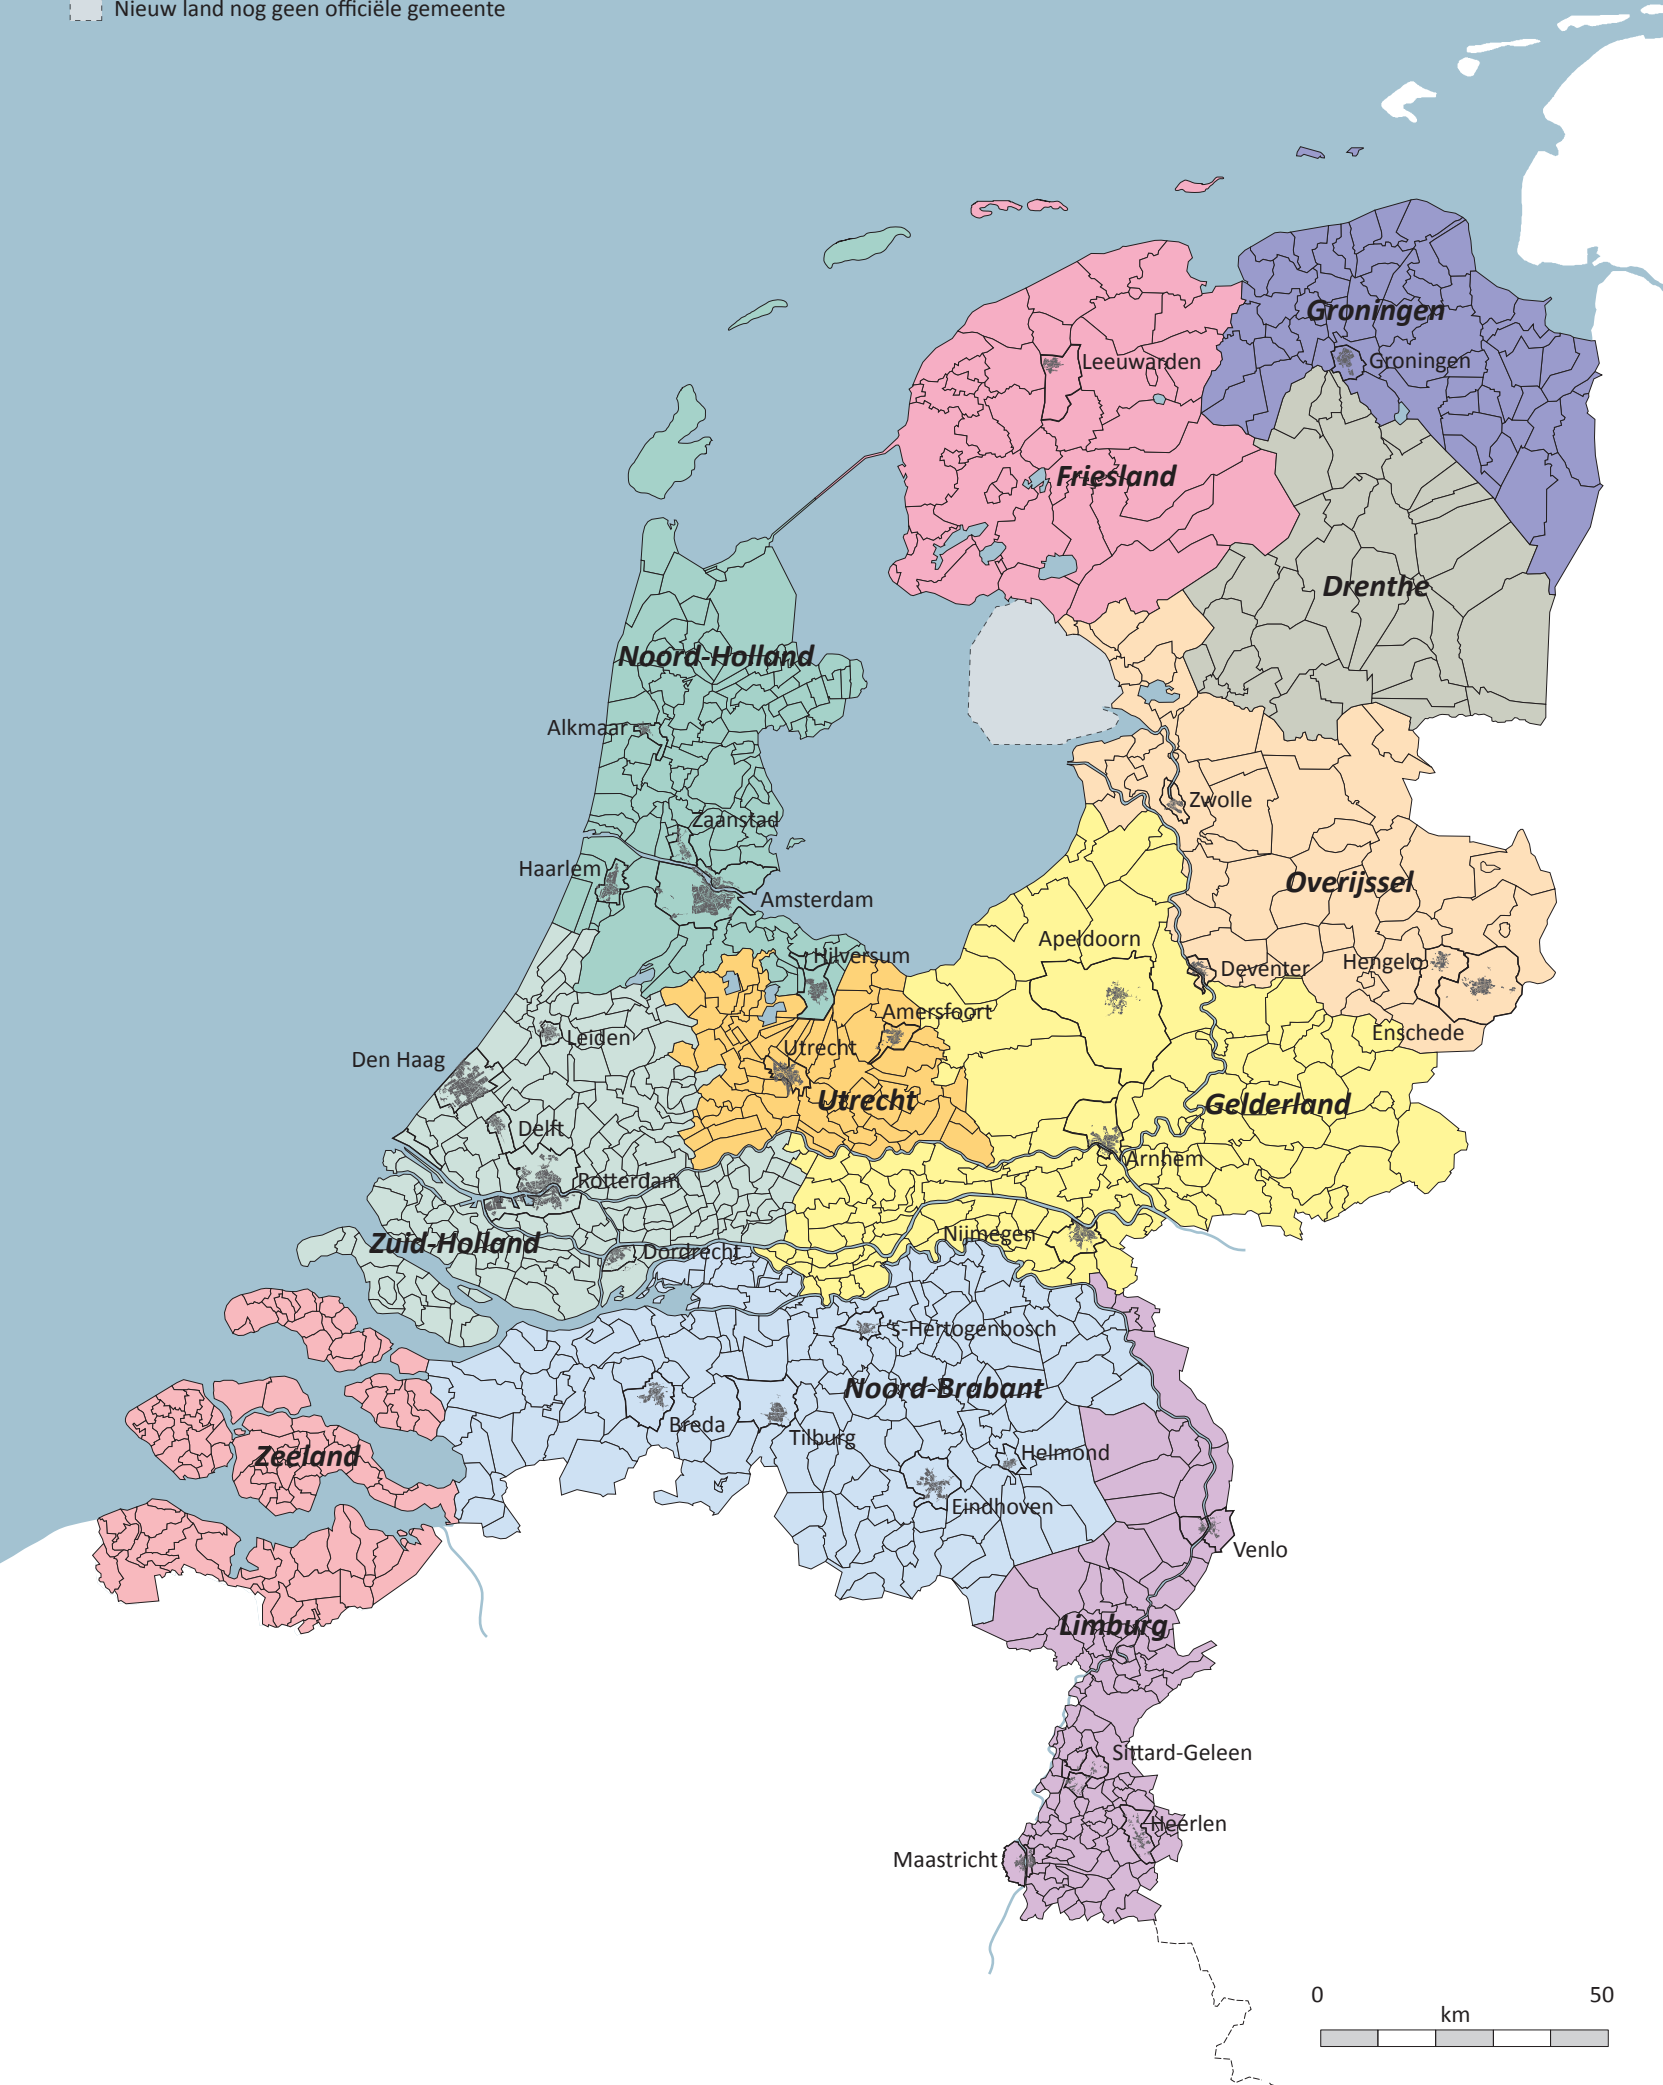 Nieuw land nog geen officiële gemeente
Groningen
Groningen
Leeuwarden
Friesland
Drenthe
Noord-Holland
Alkmaar
Zaanstad
Zwolle
Haarlem
Overijssel
Amsterdam
Apeldoorn
Hilversum
Deventer
Hengelo
Amersfoort
Enschede
Leiden
Utrecht
Den Haag
Utrecht
Gelderland
Delft
Arnhem
Rotterdam
Nijmegen
Zuid-Holland
Dordrecht
's-Hertogenbosch
Noord-Brabant
Breda
Tilburg
Helmond
Zeeland
Eindhoven
Venlo
Limburg
Sittard-Geleen
Heerlen
Maastricht
0 50
km